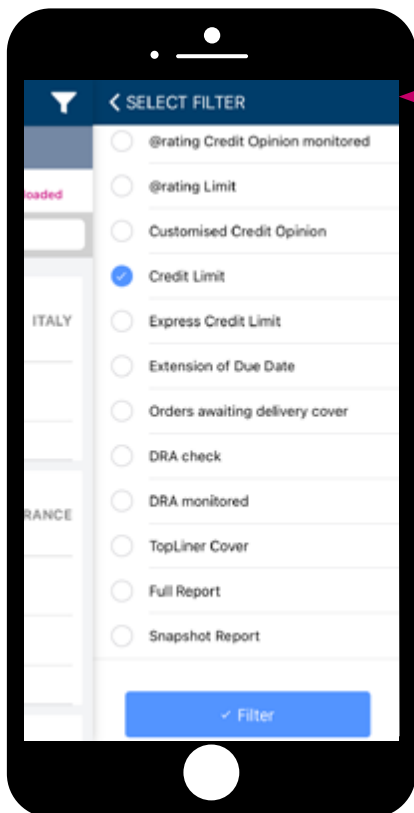 SELECT FILTER
@rating Credit Opinion monitored
loaded
@rating Limit
Customised Credit Opinion
Credit Limit
ITALY
Express Credit Limit
Extension of Due Date
Orders awaiting delivery cover
DRA check
DRA monitored
RANCE
TopLiner Cover
Full Report
Snapshot Report
Filter